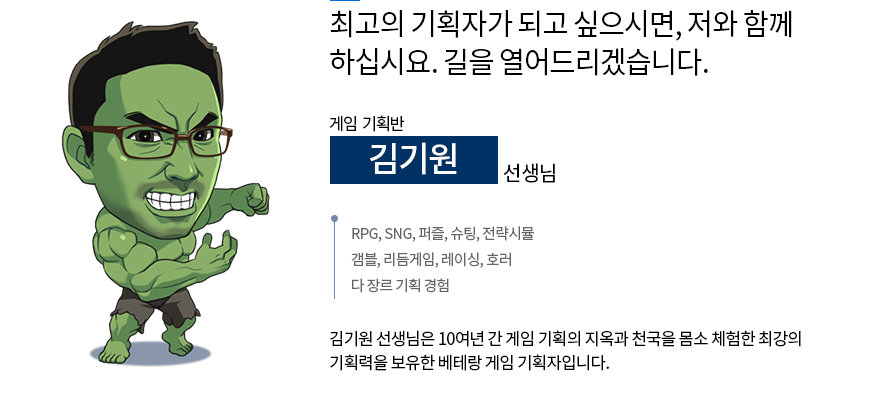 최고의 기획자가 되고 싶으시면, 저와 함께
하십시요. 길을 열어드리겠습니다.
게임 기획반
김기원 선생님
RPG, SNG, 퍼즐, 슈팅, 전략시뮬
갬블, 리듬게임, 레이싱, 호러
다 장르 기획 경험
김기원 선생님은 10여년 간 게임 기획의 지옥과 천국을 몸소 체험한 최강의
기획력을 보유한 베테랑 게임 기획자입니다.